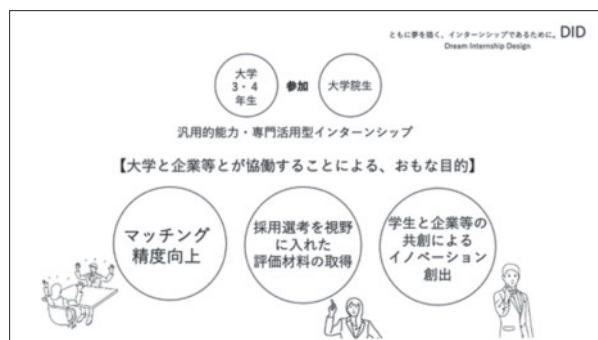 ともに夢を描く、インターンシップであるために。DID
Dream Internship Design
大学
3・4
年生
参加
大学院生
汎用的能力・専門活用型インターンシップ
【大学と企業等とが協働することによる、おもな目的】
マッチング
精度向上
採用選考を視野
に入れた
評価材料の取得
学生と企業等の
共創による
イノベーション
創出